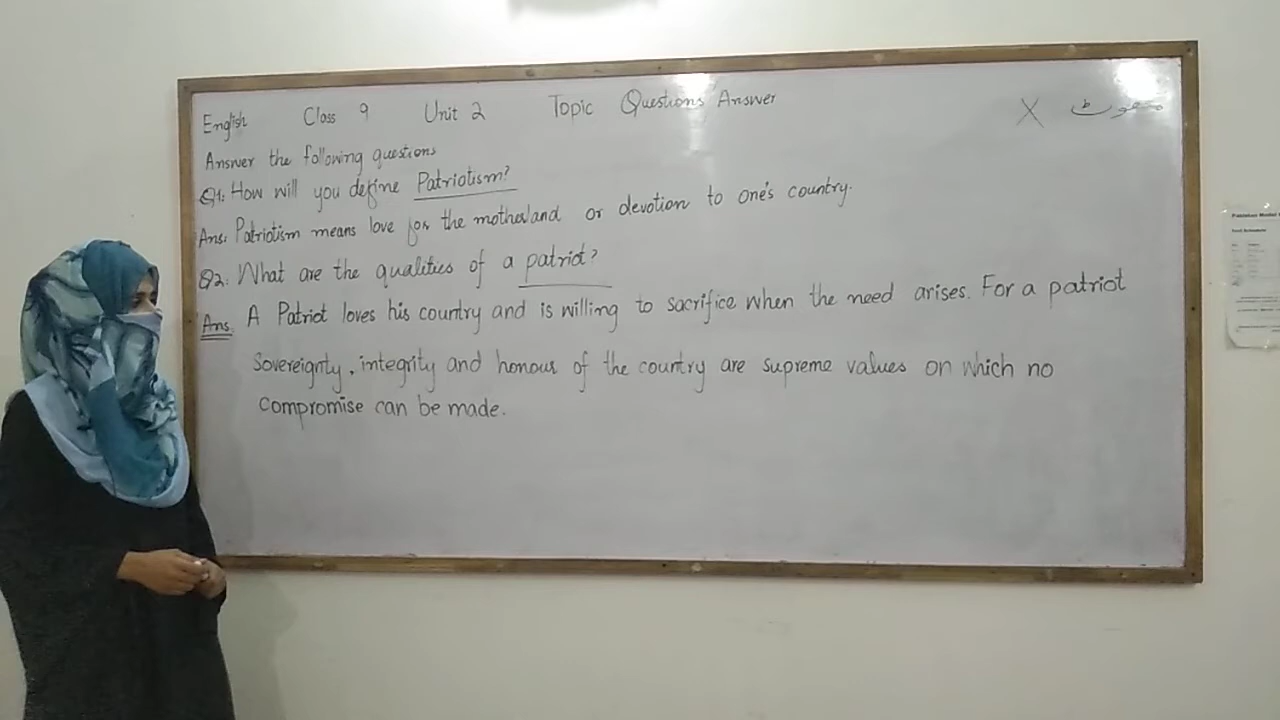 English Class 9 Unit 2 Topic Questions Answer X
Answer the following questions
Q1: How will you define Patriotism?
Ans: Patriotism means love for the motherland or devotion to one's country.
Q2: What are the qualities of a patriot?
Ans: A Patriot loves his country and is willing to sacrifice when the need arises. For a patriot
Sovereignty, integrity and honour of the country are supreme values on which no
compromise can be made.